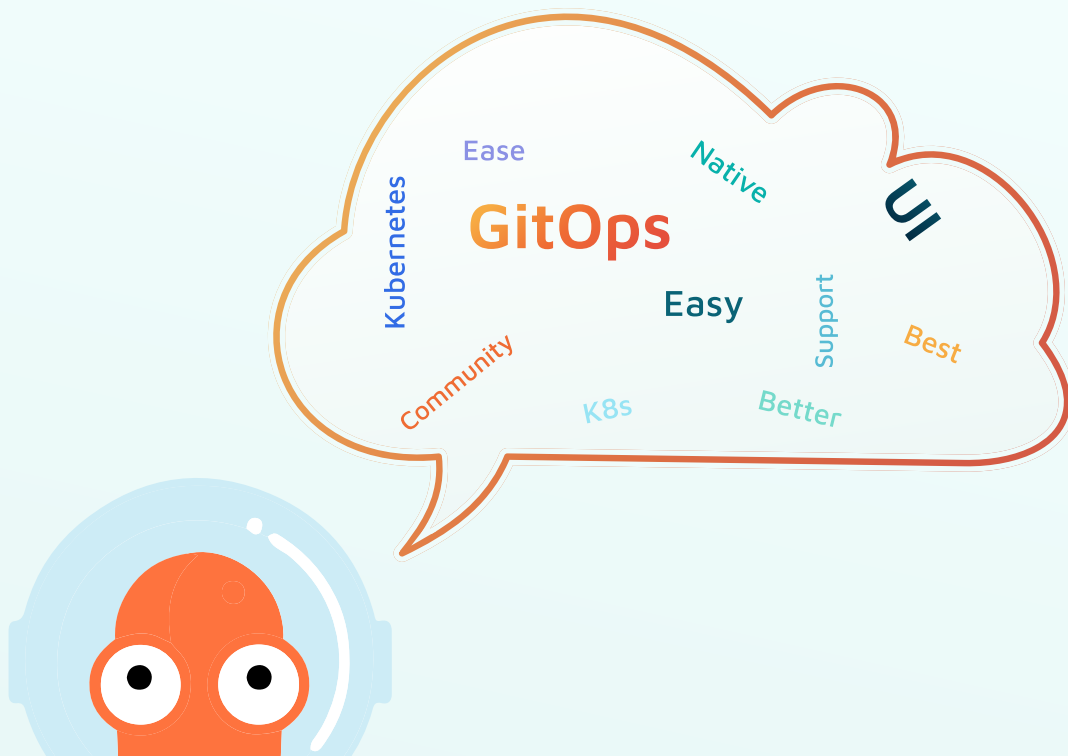 Ease
Native
UI
Kubernetes
GitOps
Easy
Support
Best
Community
K8s
Better